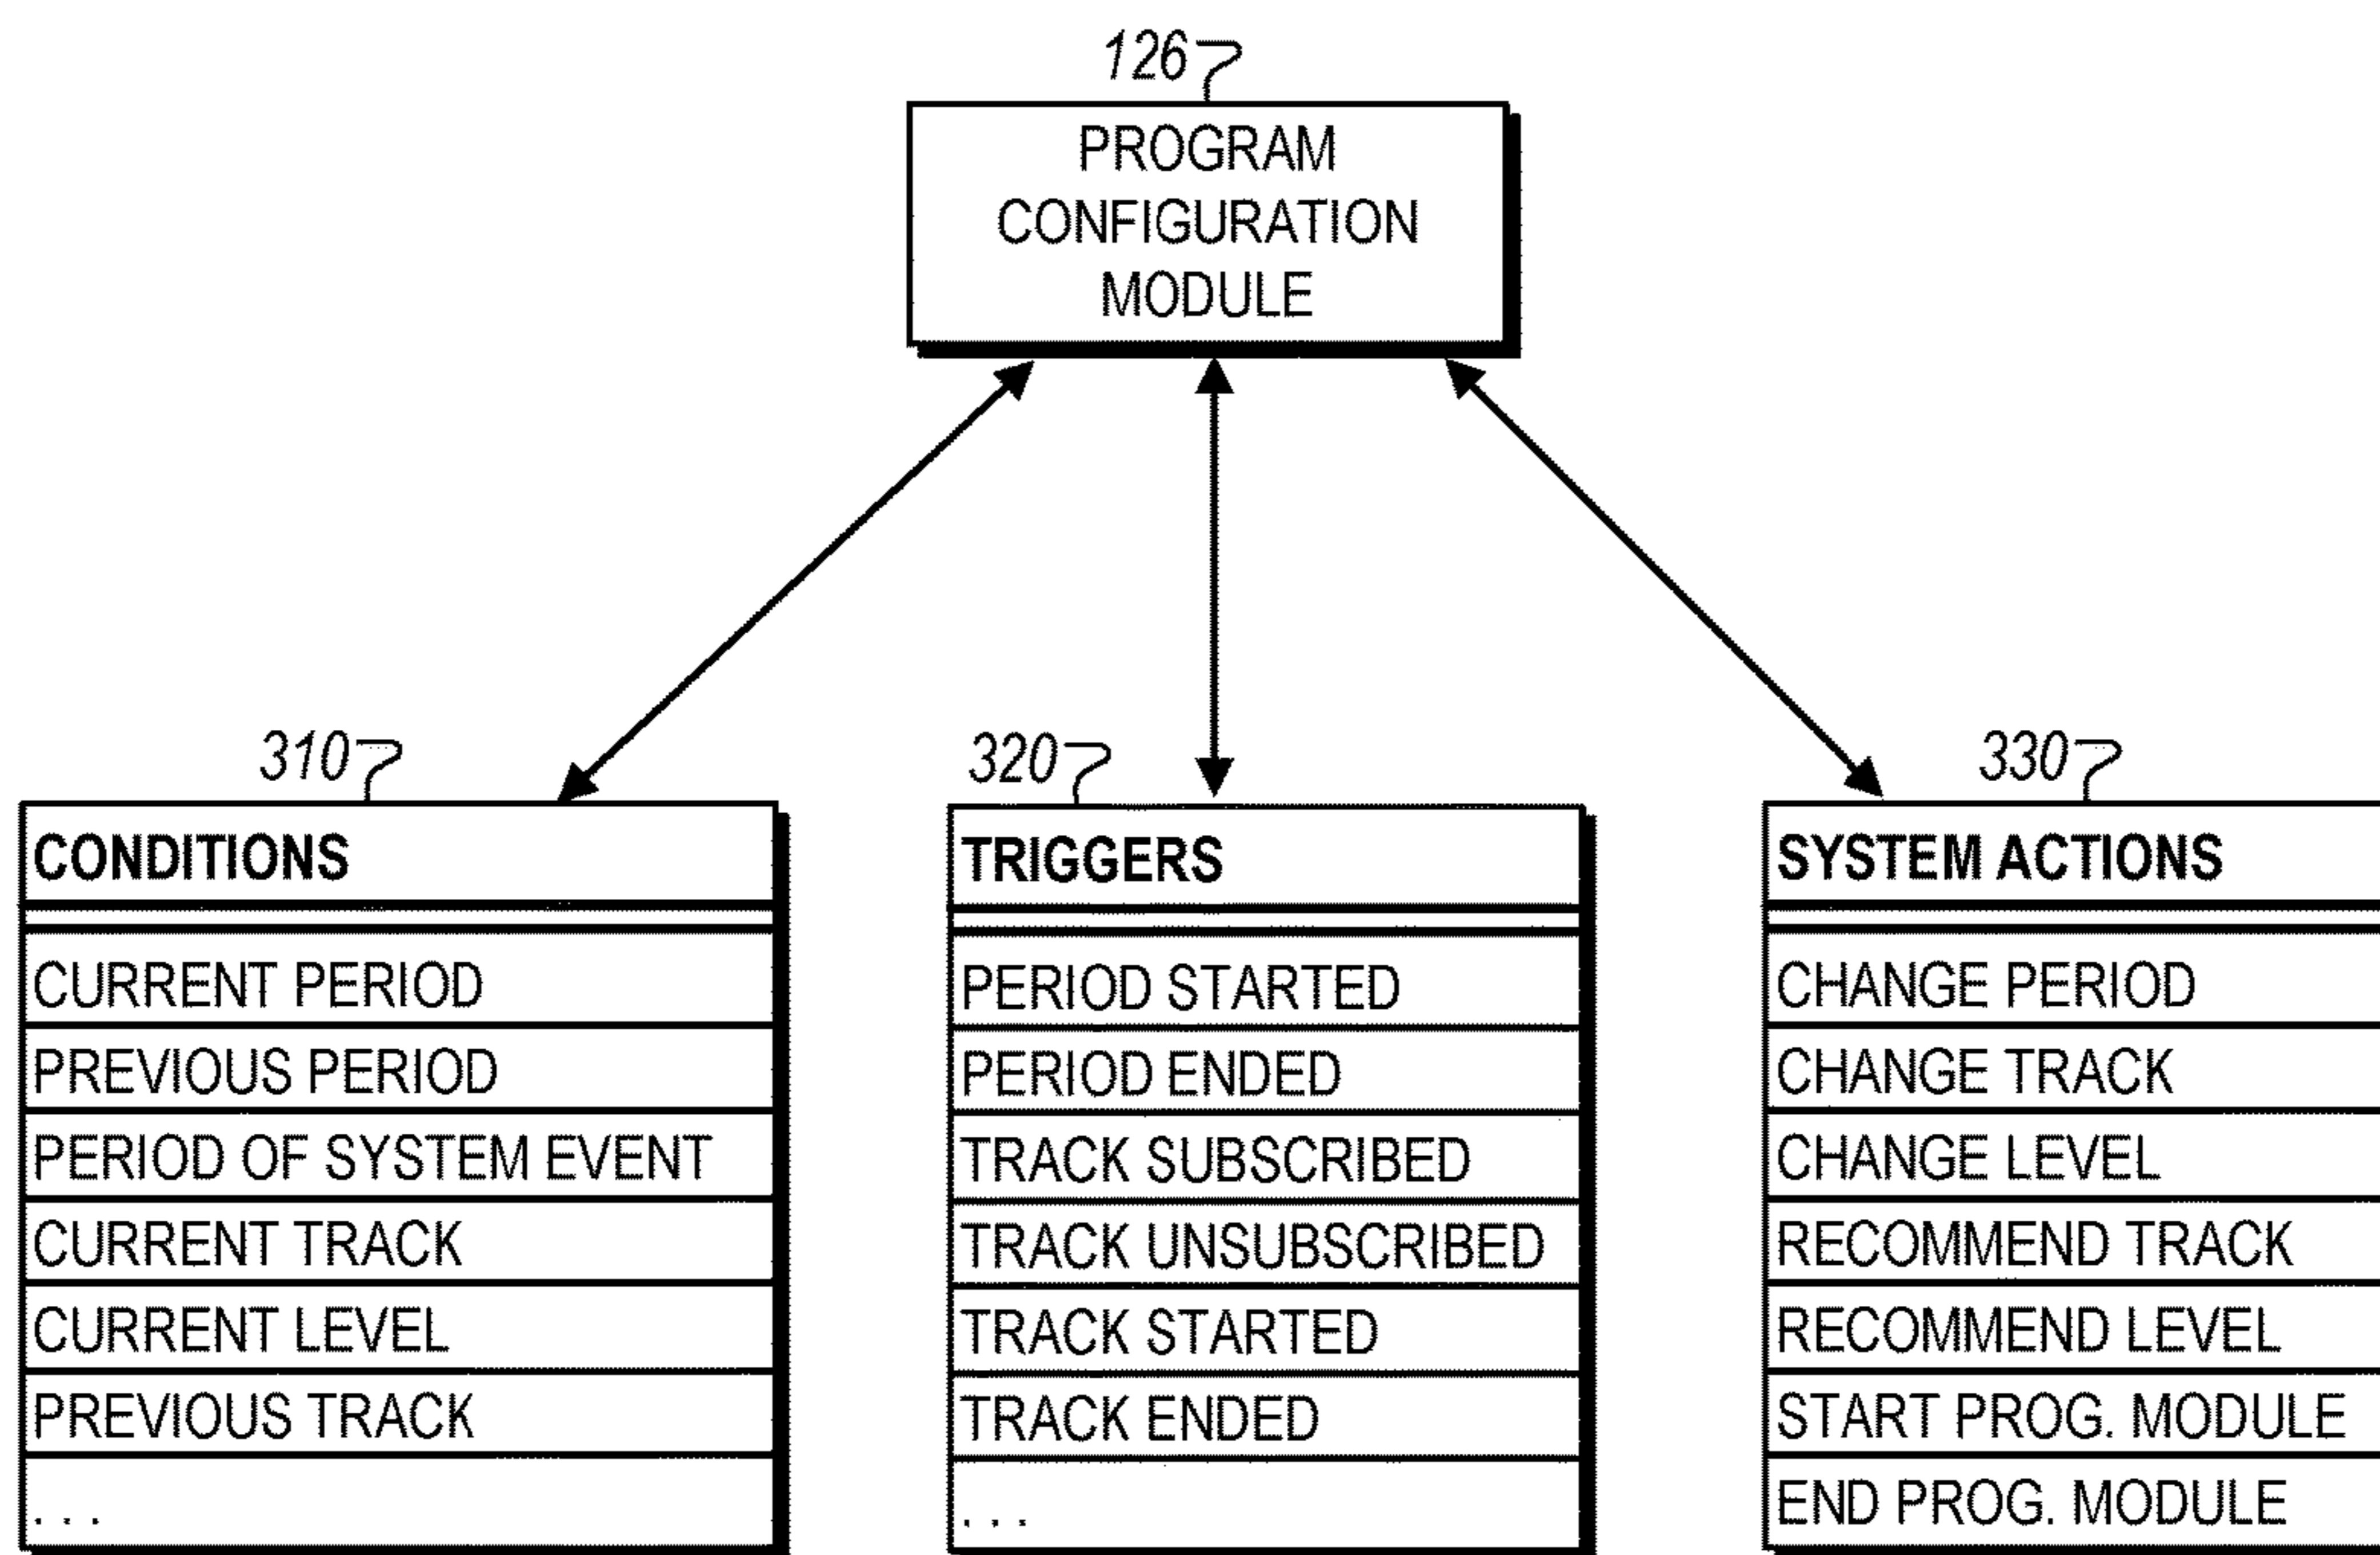 126
PROGRAM
CONFIGURATION
MODULE
310
CONDITIONS
CURRENT PERIOD
PREVIOUS PERIOD
PERIOD OF SYSTEM EVENT
CURRENT TRACK
CURRENT LEVEL
PREVIOUS TRACK
. . .
320
TRIGGERS
PERIOD STARTED
PERIOD ENDED
TRACK SUBSCRIBED
TRACK UNSUBSCRIBED
TRACK STARTED
TRACK ENDED
. . .
330
SYSTEM ACTIONS
CHANGE PERIOD
CHANGE TRACK
CHANGE LEVEL
RECOMMEND TRACK
RECOMMEND LEVEL
START PROG. MODULE
END PROG. MODULE